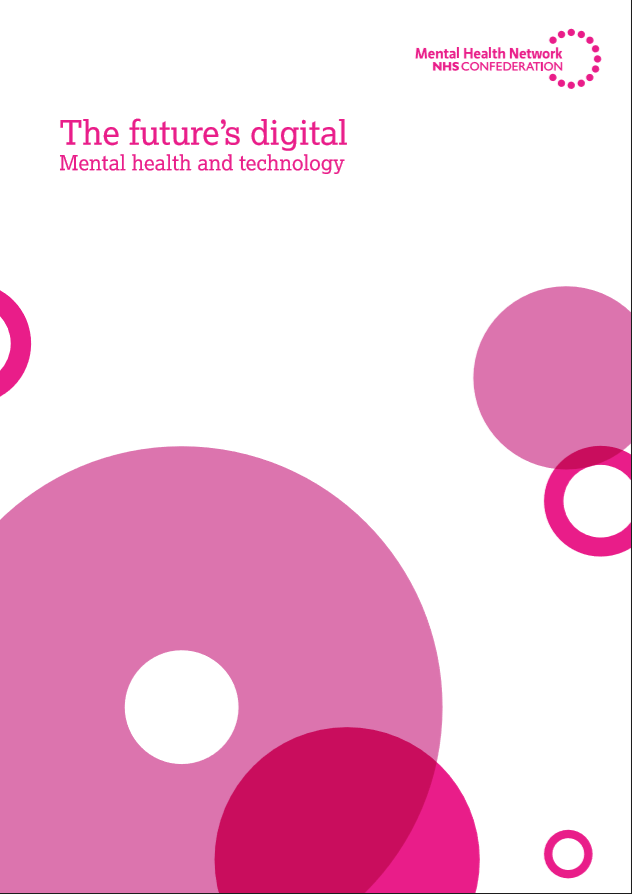 Mental Health Network
NHS CONFEDERATION
The future’s digital
Mental health and technology